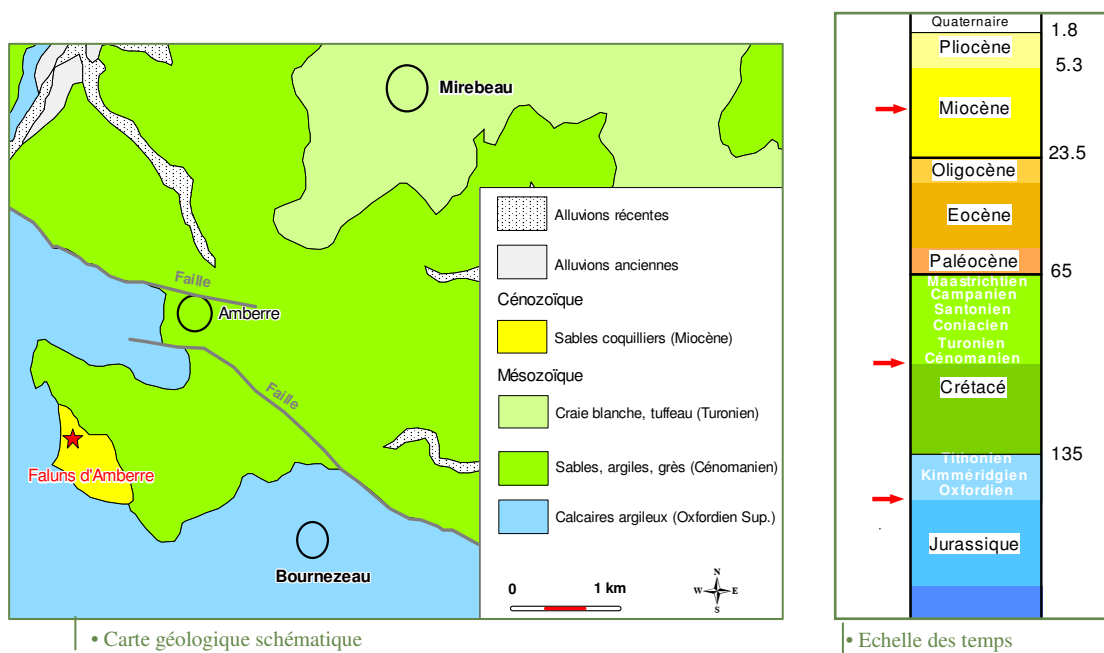 Mirebeau
Faille
Amberre
Faille
Faluns d'Amberre
Bournezeau
Alluvions récentes
Alluvions anciennes
Cénozoïque
Sables coquilliers (Miocène)
Mésozoïque
Craie blanche, tuffeau (Turonien)
Sables, argiles, grès (Cénomanien)
Calcaires argileux (Oxfordien Sup.)
0 1 km
N
W E
S
• Carte géologique schématique
Quaternaire
1.8
Pliocène
5.3
Miocène
23.5
Oligocène
Eocène
Paléocène
65
Maastrichtien
Campanien
Santonien
Coniacien
Turonien
Cénomanien
Crétacé
135
Tithonien
Kimméridgien
Oxfordien
Jurassique
• Echelle des temps